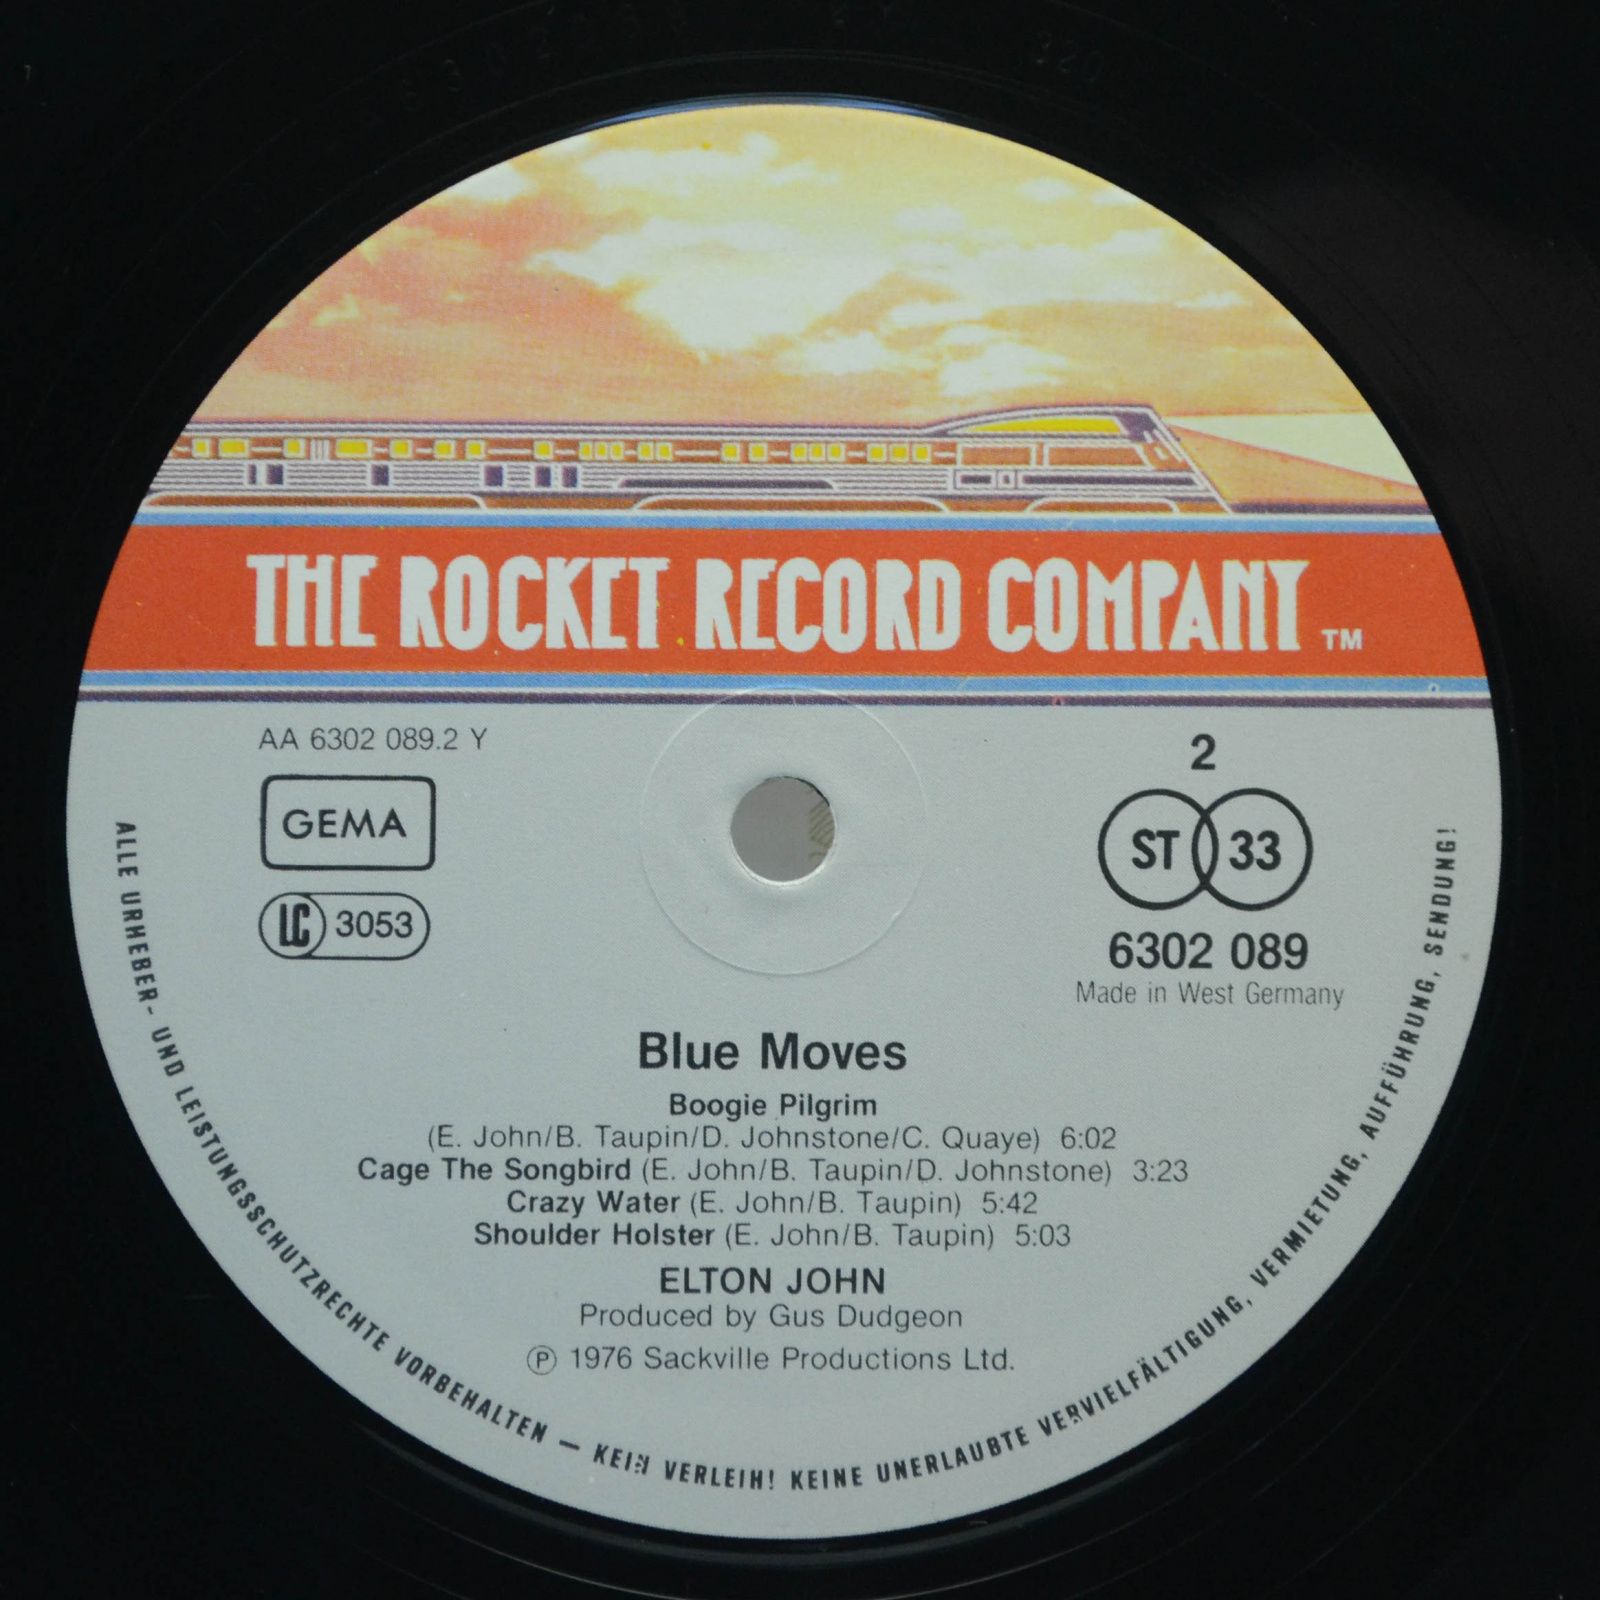 THE ROCKET RECORD COMPANY TM
AA 6302 089.2 Y
GEMA
LC 3053
2
ST 33
6302 089
Made in West Germany
Blue Moves
Boogie Pilgrim
(E. John/B. Taupin/D. Johnstone/C. Quaye) 6:02
Cage The Songbird (E. John/B. Taupin/D. Johnstone) 3:23
Crazy Water (E. John/B. Taupin) 5:42
Shoulder Holster (E. John/B. Taupin) 5:03
ELTON JOHN
Produced by Gus Dudgeon
Ⓟ 1976 Sackville Productions Ltd.
ALLE URHEBER- UND LEISTUNGSSCHUTZRECHTE VORBEHALTEN — KEIN VERLEIH! KEINE UNERLAUBTE VERVIELFÄLTIGUNG, VERMIETUNG, AUFFÜHRUNG, SENDUNG!